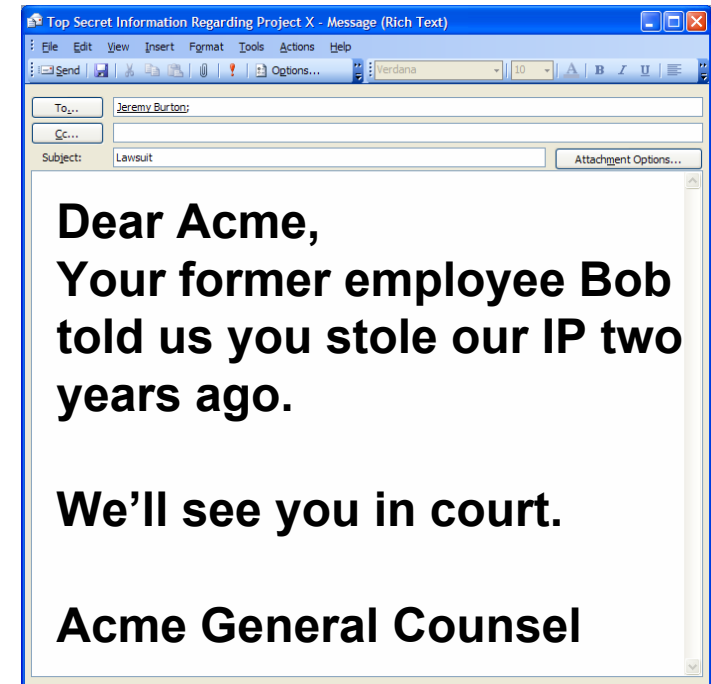 Top Secret Information Regarding Project X - Message (Rich Text)
File Edit View Insert Format Tools Actions Help
Send Options... Verdana 10 A B I U
To... Jeremy Burton;
Cc...
Subject: Lawsuit Attachment Options...
Dear Acme,
Your former employee Bob
told us you stole our IP two
years ago.
We’ll see you in court.
Acme General Counsel